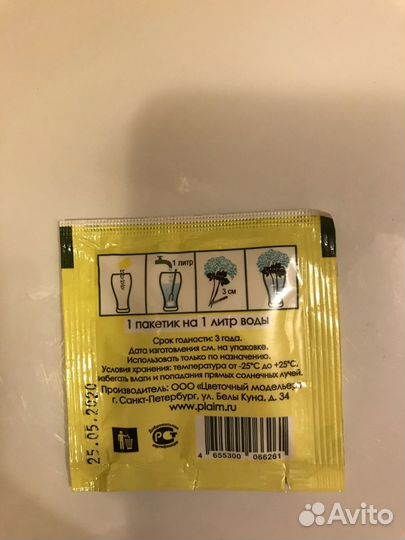 1 литр
3 см
1 пакетик на 1 литр воды
Срок годности: 3 года.
Дата изготовления см. на упаковке.
Использовать только по назначению.
Условия хранения: температура от -25°С до +25°С,
избегать влаги и попадания прямых солнечных лучей.
Производитель: ООО «Цветочный модельер»
г. Санкт-Петербург, ул. Белы Куна, д. 34
www.plaim.ru
25.05.2020
4 655300 066261
Avito